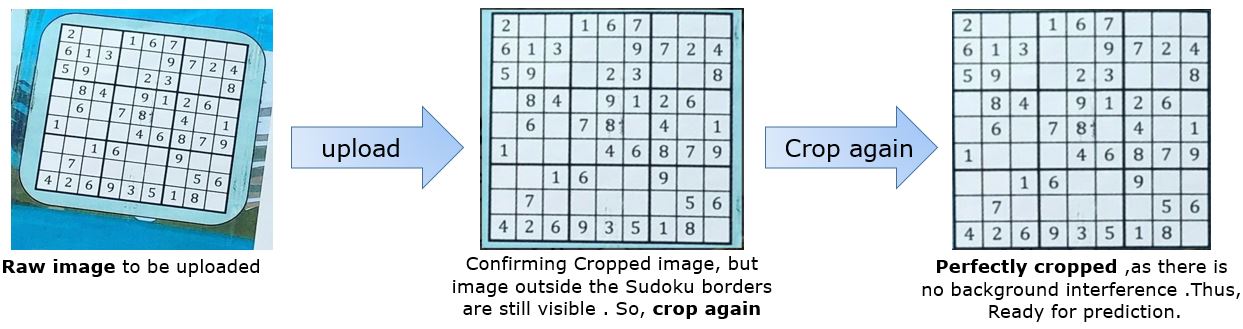 2 1 6 7
6 1 3 9 7 2 4
5 9 2 3 8
8 4 9 1 2 6
6 7 8 4 1
1 4 6 8 7 9
1 6 9
7 5 6
4 2 6 9 3 5 1 8
Raw image to be uploaded
upload
2 1 6 7
6 1 3 9 7 2 4
5 9 2 3 8
8 4 9 1 2 6
6 7 8 4 1
1 4 6 8 7 9
1 6 9
7 5 6
4 2 6 9 3 5 1 8
Confirming Cropped image, but
image outside the Sudoku borders
are still visible . So, crop again
Crop again
2 1 6 7
6 1 3 9 7 2 4
5 9 2 3 8
8 4 9 1 2 6
6 7 8 4 1
1 4 6 8 7 9
1 6 9
7 5 6
4 2 6 9 3 5 1 8
Perfectly cropped ,as there is
no background interference .Thus,
Ready for prediction.